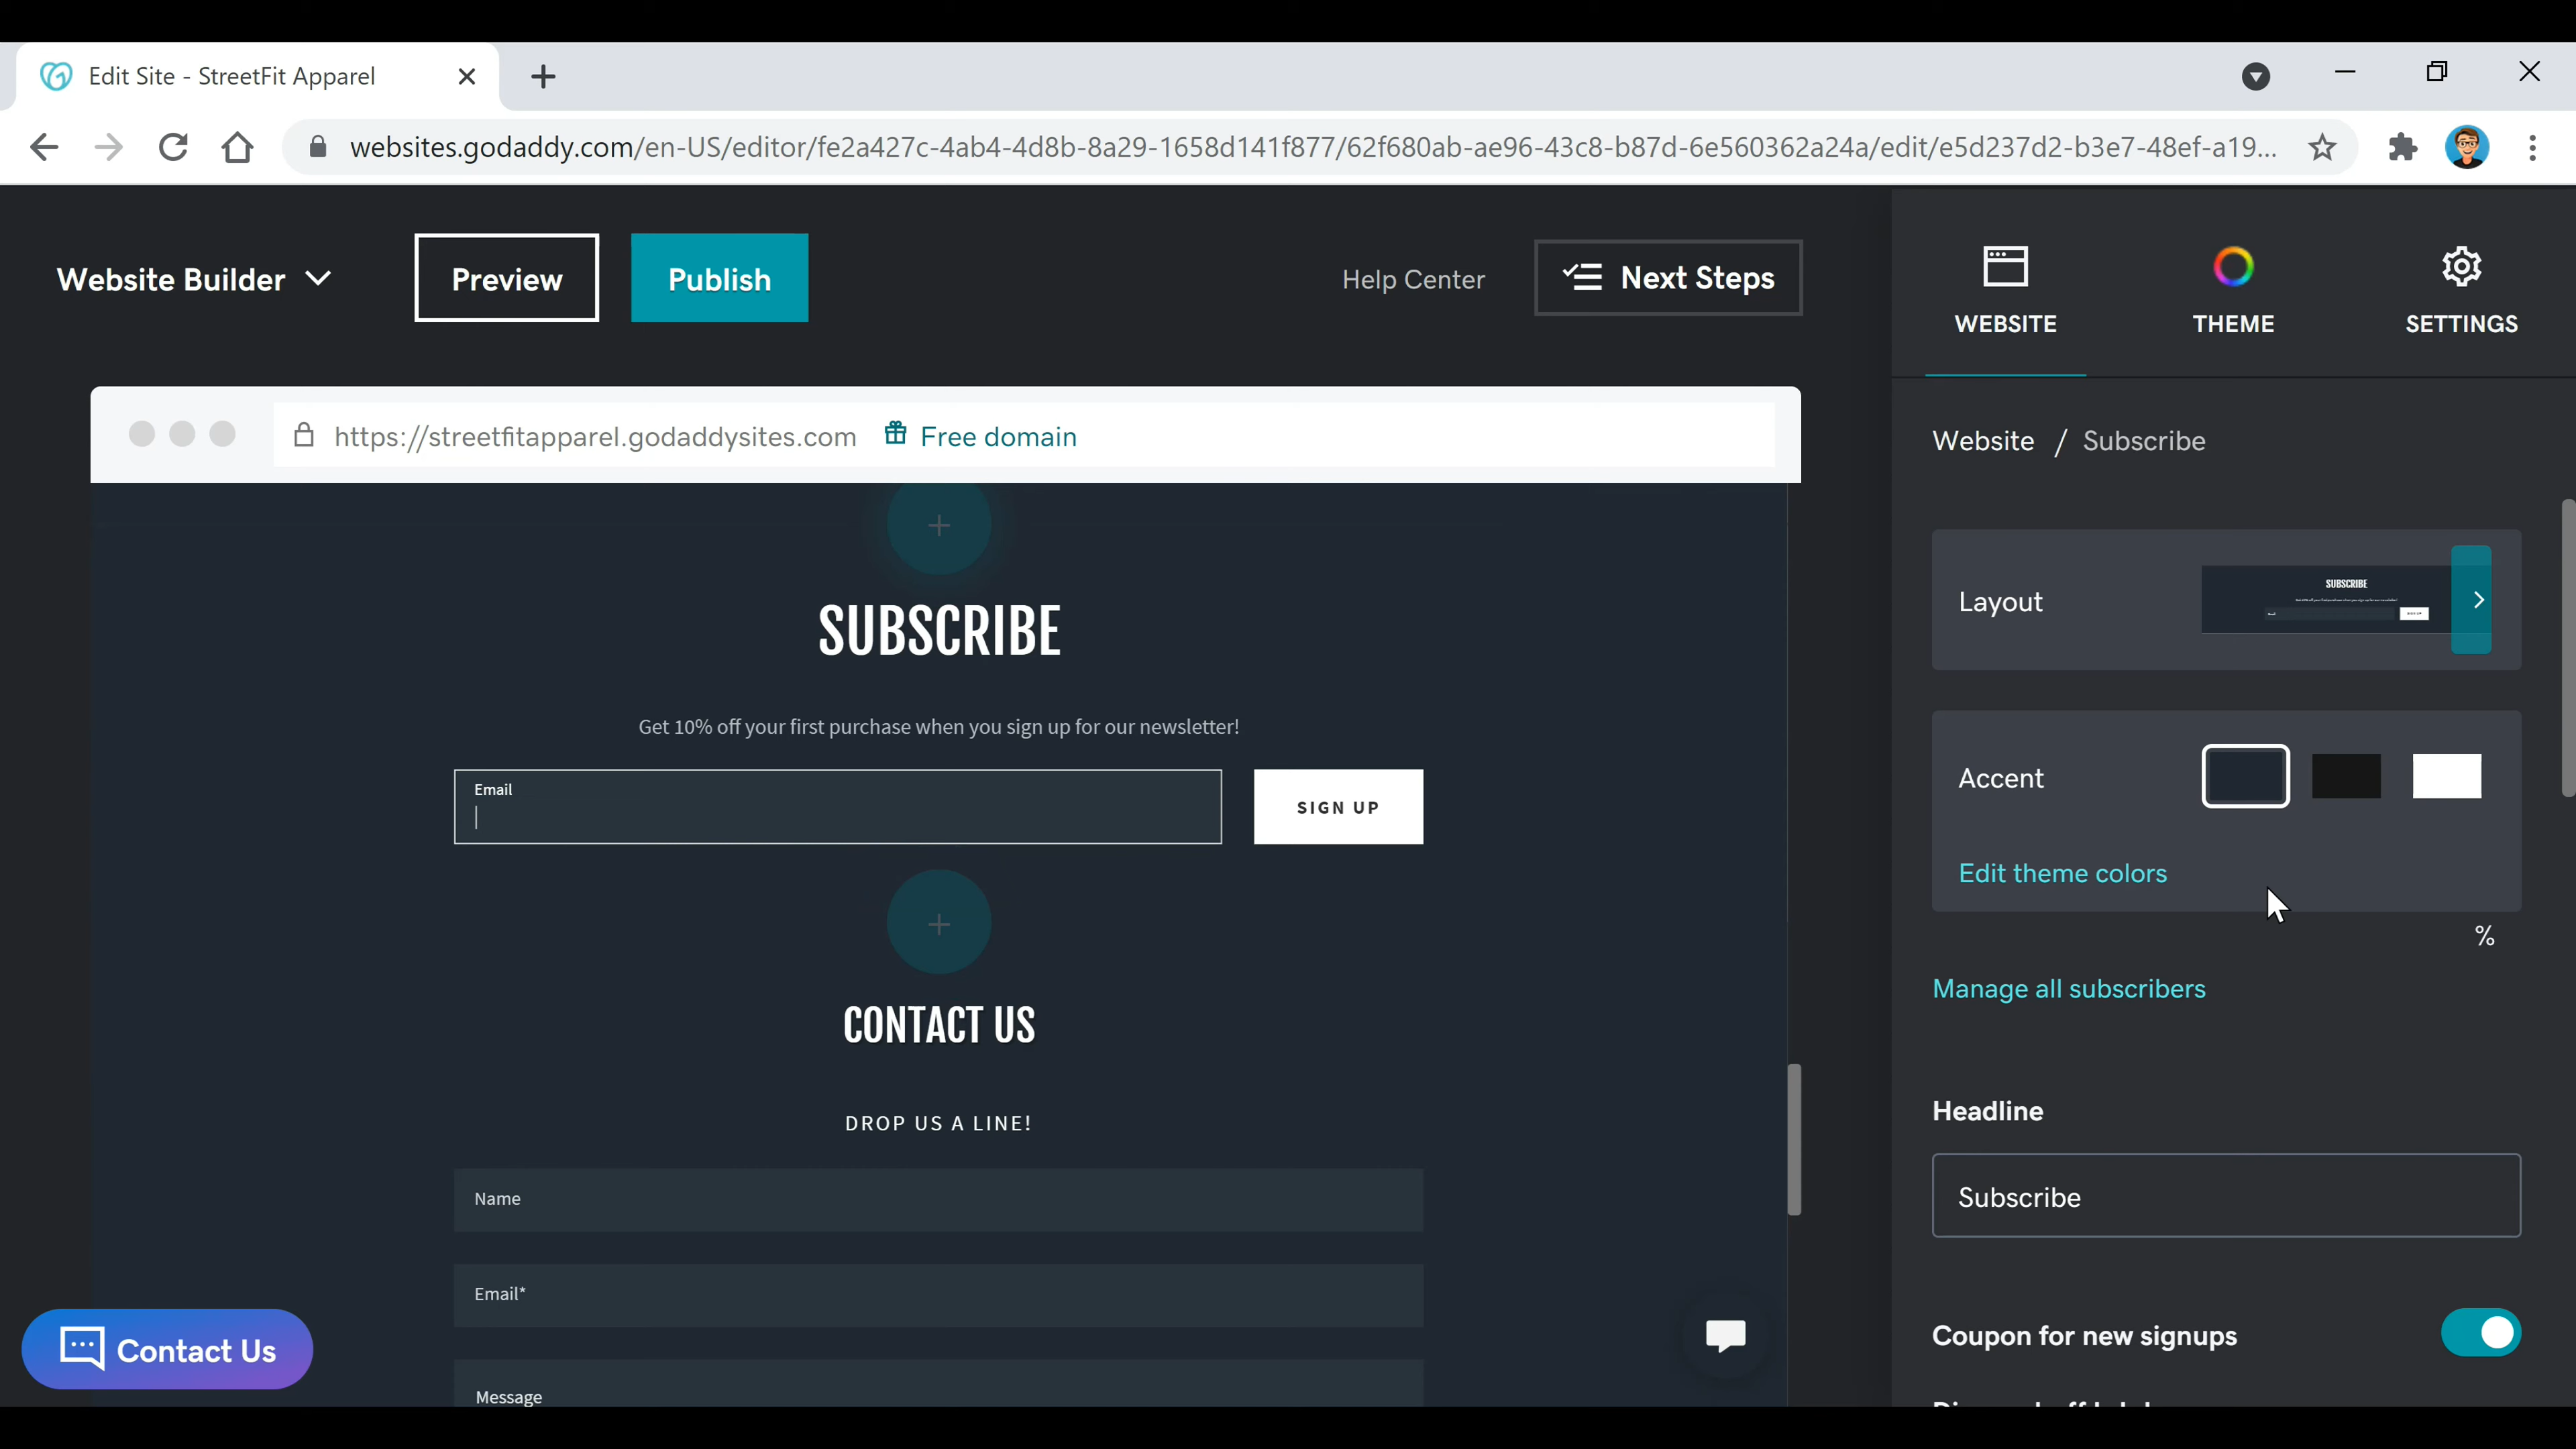 Edit Site - StreetFit Apparel
websites.godaddy.com/en-US/editor/fe2a427c-4ab4-4d8b-8a29-1658d141f877/62f680ab-ae96-43c8-b87d-6e560362a24a/edit/e5d237d2-b3e7-48ef-a19...
Website Builder
Preview
Publish
Help Center
Next Steps
WEBSITE
THEME
SETTINGS
https://streetfitapparel.godaddysites.com
Free domain
SUBSCRIBE
Get 10% off your first purchase when you sign up for our newsletter!
Email
SIGN UP
CONTACT US
DROP US A LINE!
Name
Email*
Message
Contact Us
Website / Subscribe
Layout
SUBSCRIBE
Accent
Edit theme colors
%
Manage all subscribers
Headline
Subscribe
Coupon for new signups